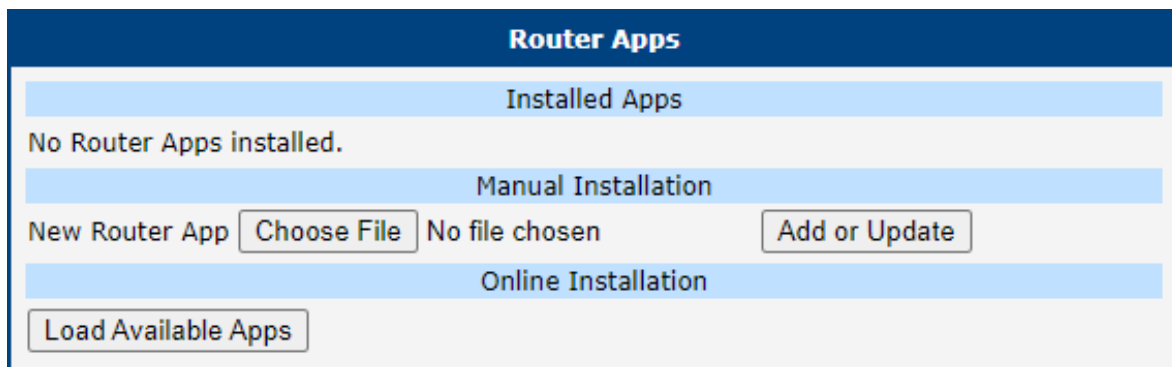 Router Apps
Installed Apps
No Router Apps installed.
Manual Installation
New Router App Choose File No file chosen Add or Update
Online Installation
Load Available Apps